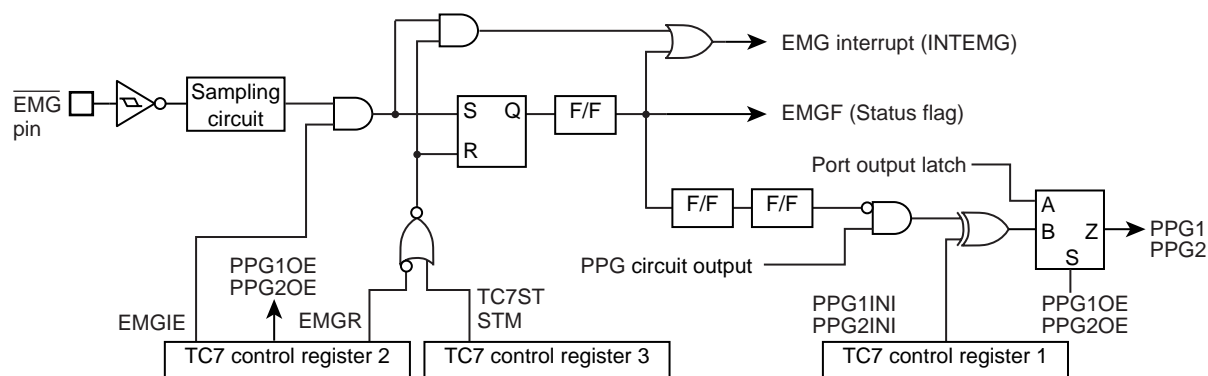 EMG interrupt (INTEMG)
EMG
pin
Sampling
circuit
S
Q
R
F/F
EMGF (Status flag)
Port output latch
F/F
F/F
A
B
Z
S
PPG1
PPG2
PPG circuit output
PPG1OE
PPG2OE
EMGIE
EMGR
TC7ST
STM
PPG1INI
PPG2INI
PPG1OE
PPG2OE
TC7 control register 2
TC7 control register 3
TC7 control register 1